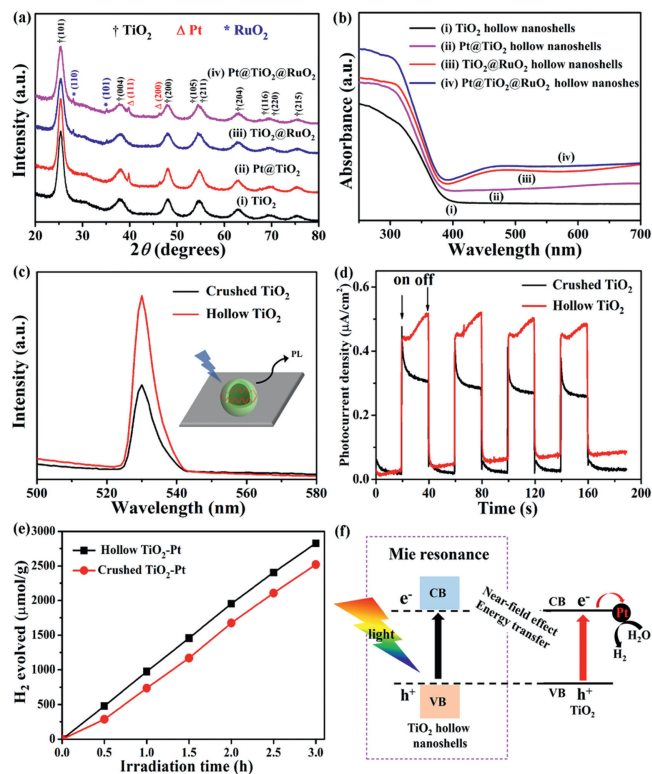 (a)
† TiO2 Δ Pt * RuO2
†(101)
*(110)
*(101)
†(004)
Δ(111)
Δ(200)
†(200)
†(105)
†(211)
†(204)
†(116)
†(220)
†(215)
(iv) Pt@TiO2@RuO2
(iii) TiO2@RuO2
(ii) Pt@TiO2
(i) TiO2
Intensity (a.u.)
20 30 40 50 60 70 80
2θ (degrees)
(b)
(i) TiO2 hollow nanoshells
(ii) Pt@TiO2 hollow nanoshells
(iii) TiO2@RuO2 hollow nanoshells
(iv) Pt@TiO2@RuO2 hollow nanoshes
(iv)
(iii)
(ii)
(i)
Absorbance (a.u.)
300 400 500 600 700
Wavelength (nm)
(c)
Crushed TiO2
Hollow TiO2
PL
Intensity (a.u.)
500 520 540 560 580
Wavelength (nm)
(d)
on off
Crushed TiO2
Hollow TiO2
Photocurrent density (μA/cm2)
0.6
0.4
0.2
0.0
0 40 80 120 160 200
Time (s)
(e)
Hollow TiO2-Pt
Crushed TiO2-Pt
H2 evolved (μmol/g)
3000
2500
2000
1500
1000
500
0
0.0 0.5 1.0 1.5 2.0 2.5 3.0
Irradiation time (h)
(f)
Mie resonance
e-
CB
light
h+
VB
TiO2 hollow
nanoshells
Near-field effect
Energy transfer
CB e-
Pt
H2O
H2
VB h+
TiO2